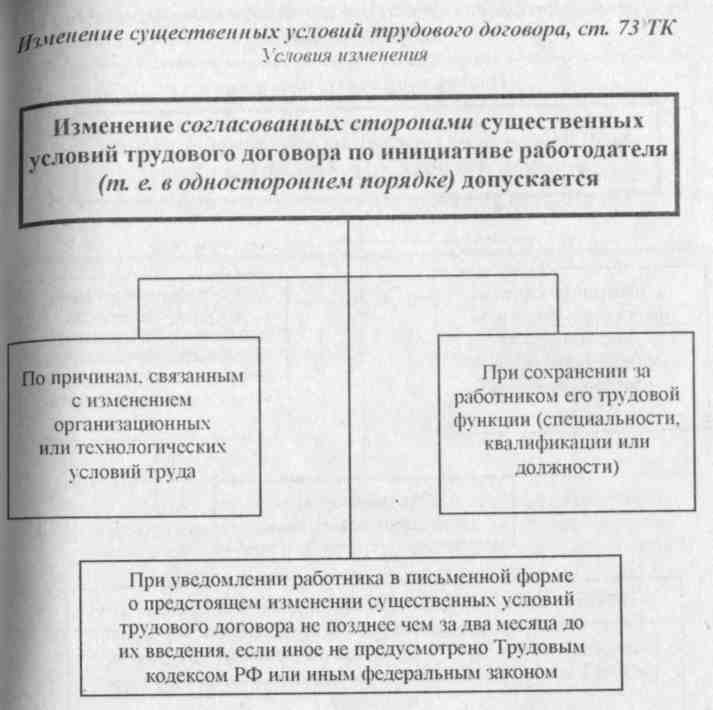 Изменение существенных условий трудового договора, ст. 73 ТК
Условия изменения
Изменение согласованных сторонами существенных
условий трудового договора по инициативе работодателя
(т. е. в одностороннем порядке) допускается
По причинам, связанным
с изменением
организационных
или технологических
условий труда
При сохранении за
работником его трудовой
функции (специальности,
квалификации или
должности)
При уведомлении работника в письменной форме
о предстоящем изменении существенных условий
трудового договора не позднее чем за два месяца до
их введения, если иное не предусмотрено Трудовым
кодексом РФ или иным федеральным законом